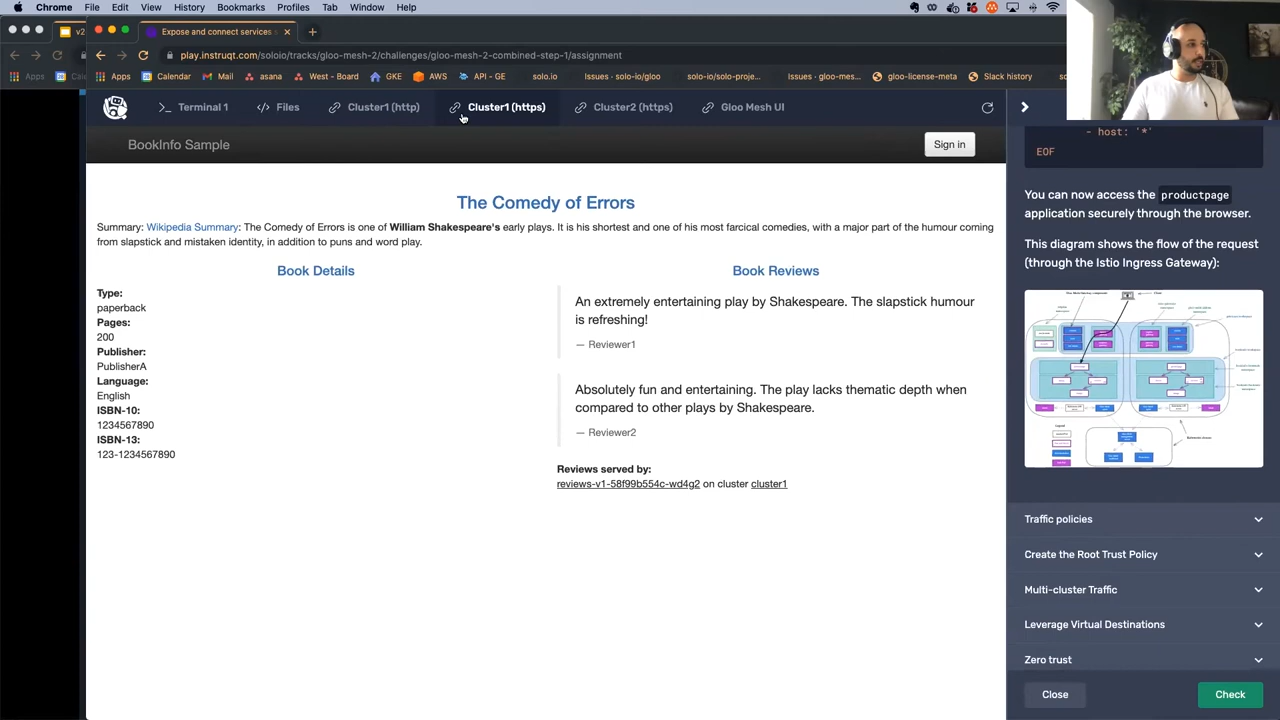 Chrome File Edit View History Bookmarks Profiles Tab Window Help
v2
Expose and connect services
play.instruqt.com/soloio/tracks/gloo-mesh-2/challenges/gloo-mesh-2-combined-step-1/assignment
Apps
Apps Calendar Mail asana West - Board GKE AWS API - GE solo.io Issues · solo-io/gloo solo-io/solo-proje... Issues · gloo-mes... gloo-license-meta Slack history
Terminal 1 Files Cluster1 (http) Cluster1 (https) Cluster2 (https) Gloo Mesh UI
BookInfo Sample
Sign in
The Comedy of Errors
Summary: Wikipedia Summary: The Comedy of Errors is one of William Shakespeare's early plays. It is his shortest and one of his most farcical comedies, with a major part of the humour coming
from slapstick and mistaken identity, in addition to puns and word play.
Book Details
Type:
paperback
Pages:
200
Publisher:
PublisherA
Language:
English
ISBN-10:
1234567890
ISBN-13:
123-1234567890
Book Reviews
An extremely entertaining play by Shakespeare. The slapstick humour
is refreshing!
— Reviewer1
Absolutely fun and entertaining. The play lacks thematic depth when
compared to other plays by Shakespeare.
— Reviewer2
Reviews served by:
reviews-v1-58f99b554c-wd4g2 on cluster cluster1
- host: '*'
EOF
You can now access the productpage
application securely through the browser.
This diagram shows the flow of the request
(through the Istio Ingress Gateway):
Traffic policies
Create the Root Trust Policy
Multi-cluster Traffic
Leverage Virtual Destinations
Zero trust
Close
Check